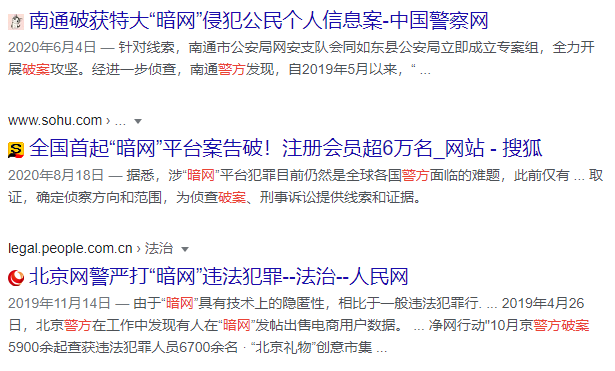 南通破获特大“暗网”侵犯公民个人信息案-中国警察网
2020年6月4日 — 针对线索，南通市公安局网安支队会同如东县公安局立即成立专案组，全力开
展破案攻坚。经进一步侦查，南通警方发现，自2019年5月以来，“ ...
www.sohu.com › ...
全国首起“暗网”平台案告破！注册会员超6万名_网站 - 搜狐
2020年8月18日 — 据悉，涉“暗网”平台犯罪目前仍然是全球各国警方面临的难题，此前仅有 ... 取
证，确定侦察方向和范围，为侦查破案、刑事诉讼提供线索和证据。
legal.people.com.cn › 法治
北京网警严打“暗网”违法犯罪--法治--人民网
2019年11月14日 — 由于“暗网”具有技术上的隐匿性，相比于一般违法犯罪行. ... 2019年4月26
日，北京警方在工作中发现有人在“暗网”发帖出售电商用户数据。 ... 净网行动"10月京警方破案
5900余起查获违法犯罪人员6700余名 · “北京礼物”创意市集 ...